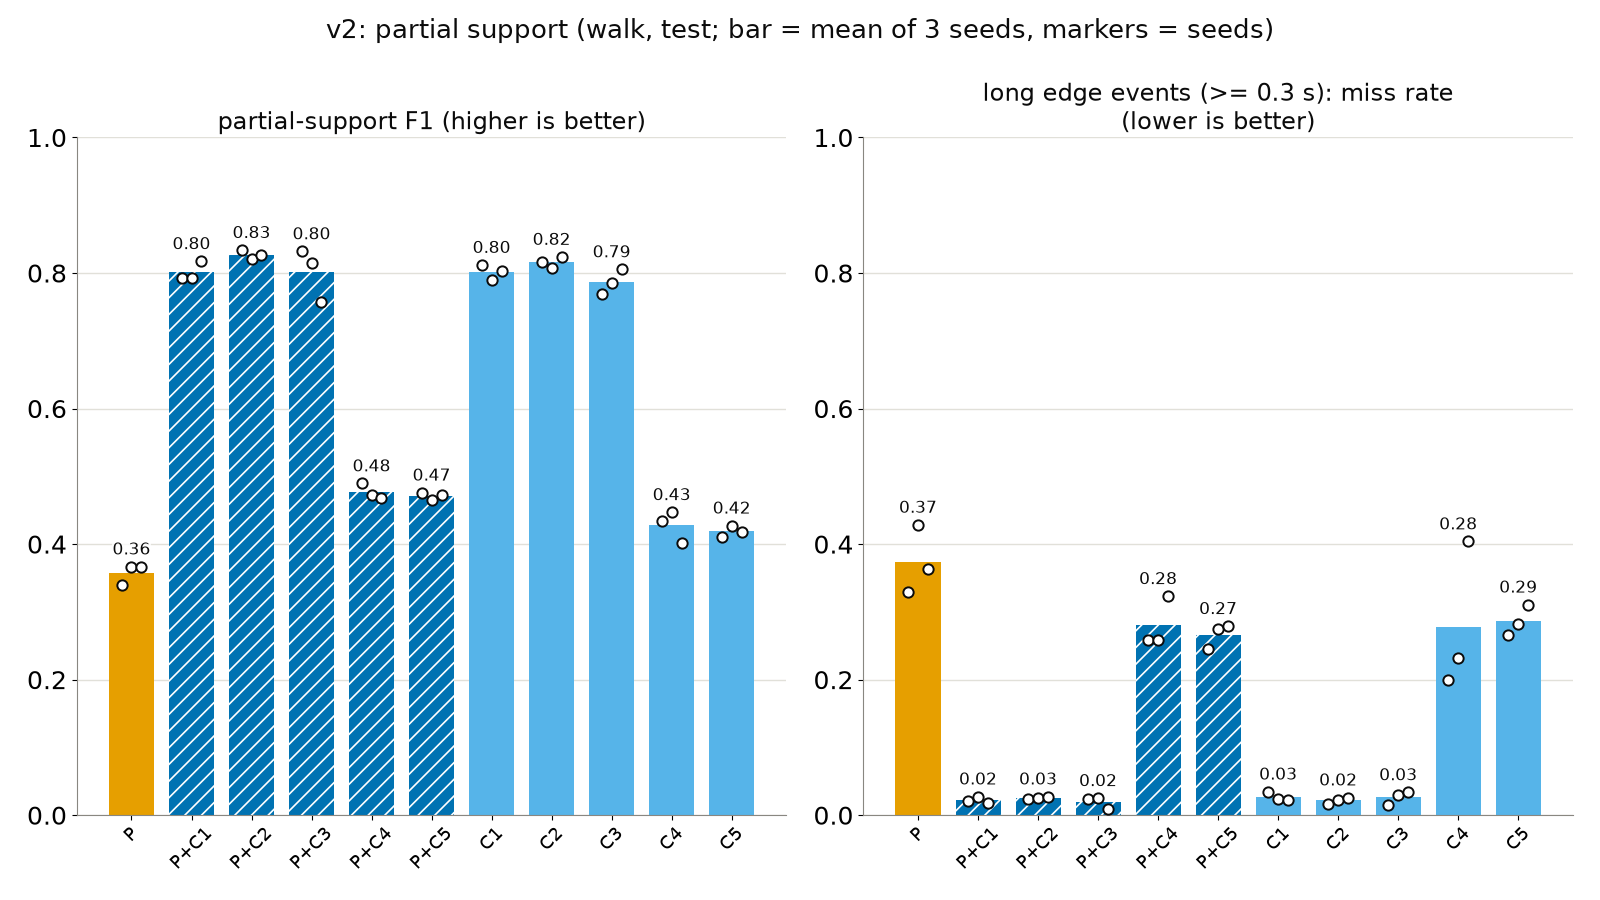 v2: partial support (walk, test; bar = mean of 3 seeds, markers = seeds)
partial-support F1 (higher is better)
1.0
0.8
0.6
0.4
0.2
0.0
0.36
0.80
0.83
0.80
0.48
0.47
0.80
0.82
0.79
0.43
0.42
P
P+C1
P+C2
P+C3
P+C4
P+C5
C1
C2
C3
C4
C5
long edge events (>= 0.3 s): miss rate
(lower is better)
1.0
0.8
0.6
0.4
0.2
0.0
0.37
0.02
0.03
0.02
0.28
0.27
0.03
0.02
0.03
0.28
0.29
P
P+C1
P+C2
P+C3
P+C4
P+C5
C1
C2
C3
C4
C5